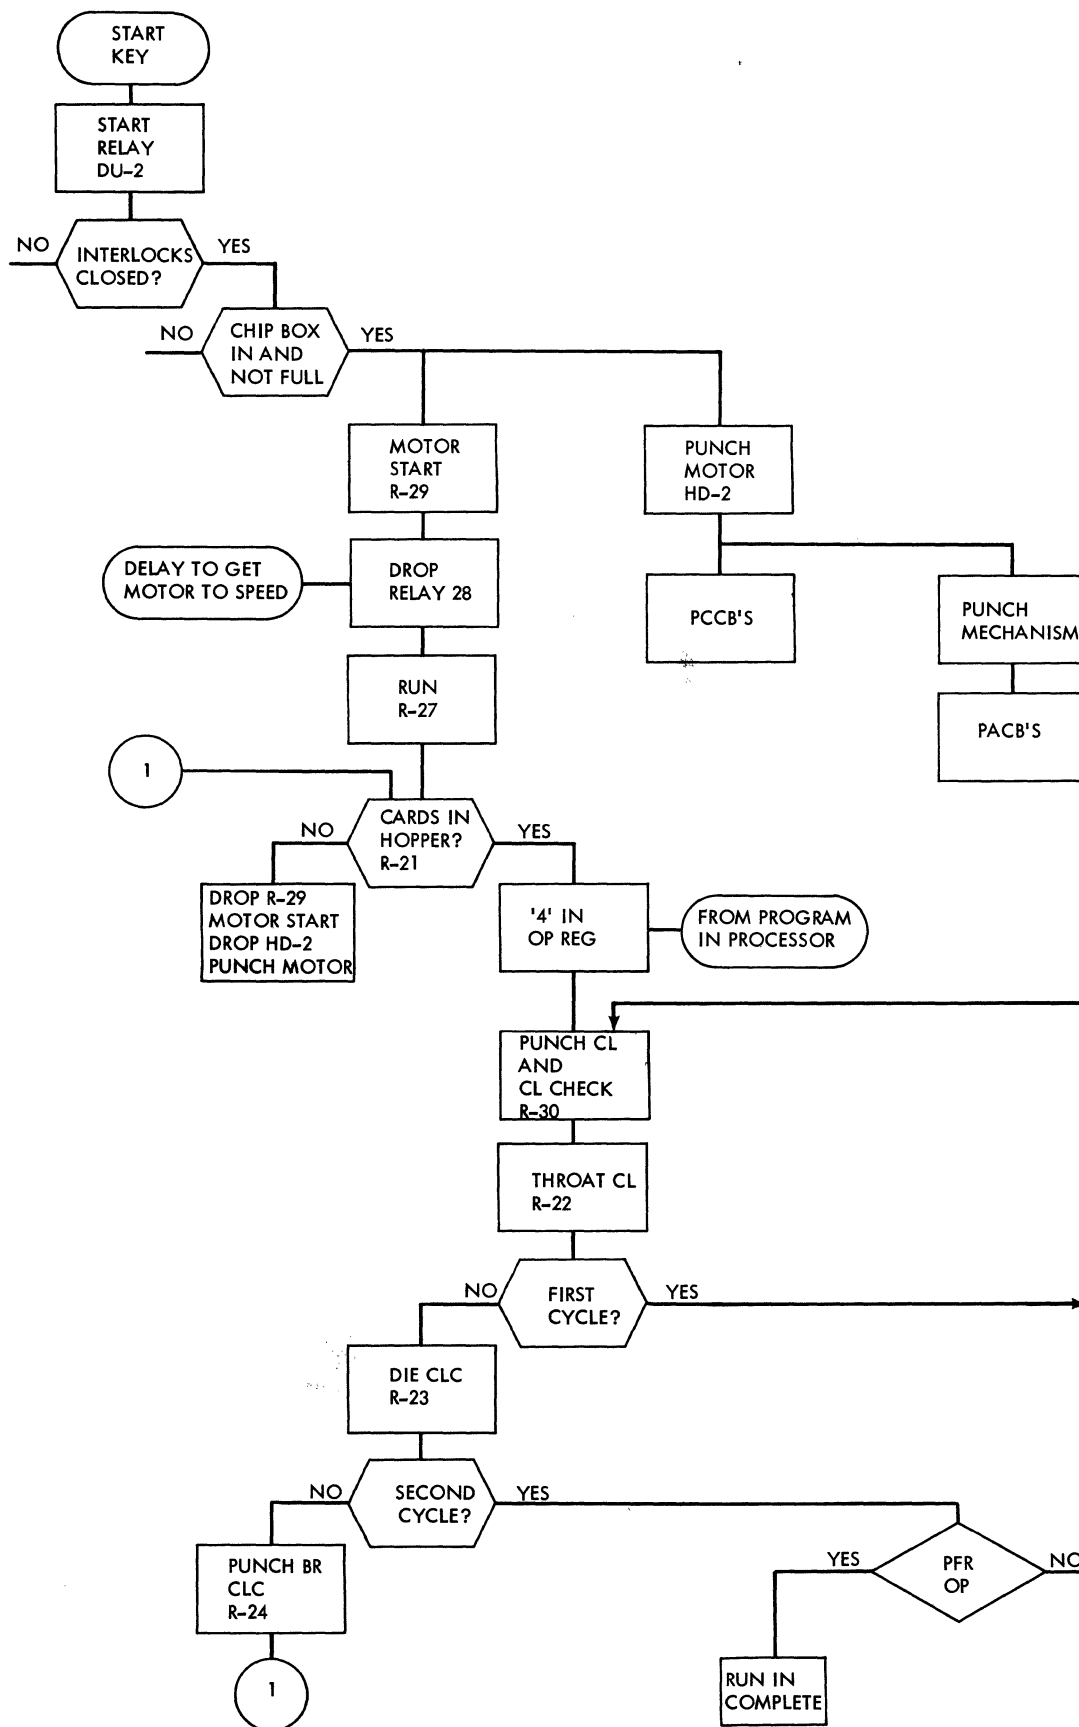 START
KEY
START
RELAY
DU-2
NO
INTERLOCKS
CLOSED?
YES
NO
CHIP BOX
IN AND
NOT FULL
YES
MOTOR
START
R-29
PUNCH
MOTOR
HD-2
DELAY TO GET
MOTOR TO SPEED
DROP
RELAY 28
PCCB'S
PUNCH
MECHANISM
RUN
R-27
PACB'S
1
NO
CARDS IN
HOPPER?
R-21
YES
DROP R-29
MOTOR START
DROP HD-2
PUNCH MOTOR
'4' IN
OP REG
FROM PROGRAM
IN PROCESSOR
PUNCH CL
AND
CL CHECK
R-30
THROAT CL
R-22
NO
FIRST
CYCLE?
YES
DIE CLC
R-23
NO
SECOND
CYCLE?
YES
PUNCH BR
CLC
R-24
YES
PFR
OP
NO
1
RUN IN
COMPLETE